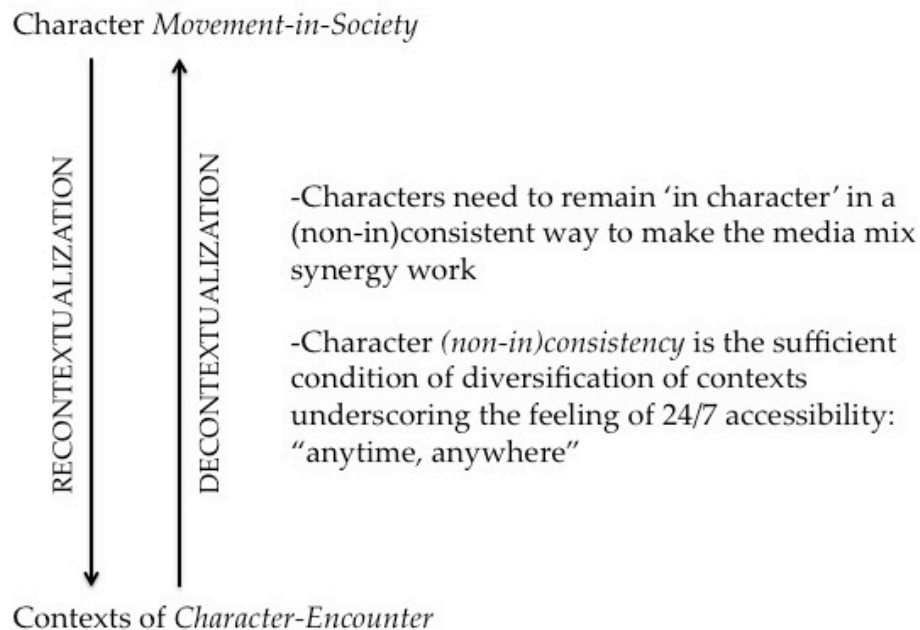 Character Movement-in-Society
RECONTEXTUALIZATION
DECONTEXTUALIZATION
-Characters need to remain ‘in character’ in a
(non-in)consistent way to make the media mix
synergy work
-Character (non-in)consistency is the sufficient
condition of diversification of contexts
underscoring the feeling of 24/7 accessibility:
“anytime, anywhere”
Contexts of Character-Encounter